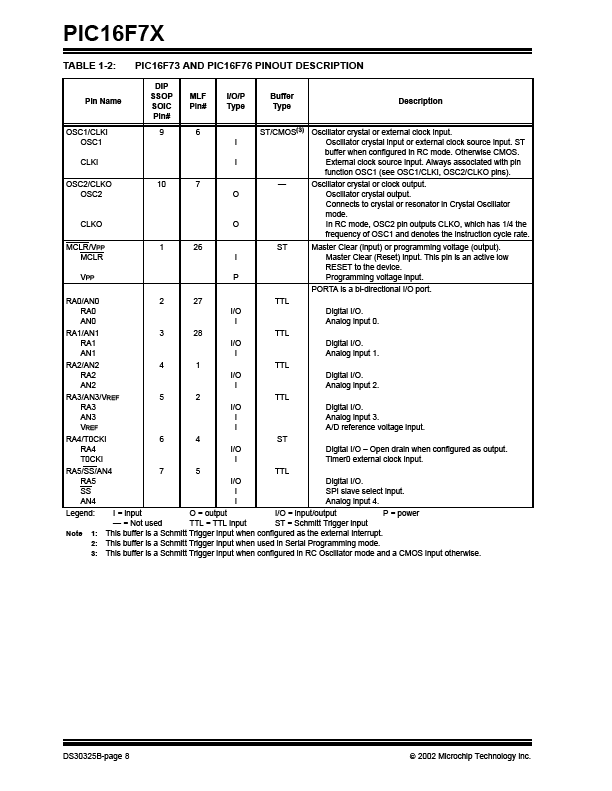 PIC16F7X
TABLE 1-2: PIC16F73 AND PIC16F76 PINOUT DESCRIPTION
Pin Name DIP SSOP SOIC Pin# MLF Pin# I/O/P Type Buffer Type Description
OSC1/CLKI 9 6 ST/CMOS(3) Oscillator crystal or external clock input.
OSC1 I Oscillator crystal input or external clock source input. ST
buffer when configured in RC mode. Otherwise CMOS.
CLKI I External clock source input. Always associated with pin
function OSC1 (see OSC1/CLKI, OSC2/CLKO pins).
OSC2/CLKO 10 7 — Oscillator crystal or clock output.
OSC2 O Oscillator crystal output.
Connects to crystal or resonator in Crystal Oscillator
mode.
CLKO O In RC mode, OSC2 pin outputs CLKO, which has 1/4 the
frequency of OSC1 and denotes the instruction cycle rate.
MCLR/VPP 1 26 ST Master Clear (input) or programming voltage (output).
MCLR I Master Clear (Reset) input. This pin is an active low
RESET to the device.
VPP P Programming voltage input.
PORTA is a bi-directional I/O port.
RA0/AN0 2 27 TTL
RA0 I/O Digital I/O.
AN0 I Analog input 0.
RA1/AN1 3 28 TTL
RA1 I/O Digital I/O.
AN1 I Analog input 1.
RA2/AN2 4 1 TTL
RA2 I/O Digital I/O.
AN2 I Analog input 2.
RA3/AN3/VREF 5 2 TTL
RA3 I/O Digital I/O.
AN3 I Analog input 3.
VREF I A/D reference voltage input.
RA4/T0CKI 6 4 ST
RA4 I/O Digital I/O – Open drain when configured as output.
T0CKI I Timer0 external clock input.
RA5/SS/AN4 7 5 TTL
RA5 I/O Digital I/O.
SS I SPI slave select input.
AN4 I Analog input 4.
Legend: I = input O = output I/O = input/output P = power
— = Not used TTL = TTL input ST = Schmitt Trigger input
Note 1: This buffer is a Schmitt Trigger input when configured as the external interrupt.
2: This buffer is a Schmitt Trigger input when used in Serial Programming mode.
3: This buffer is a Schmitt Trigger input when configured in RC Oscillator mode and a CMOS input otherwise.
DS30325B-page 8 © 2002 Microchip Technology Inc.